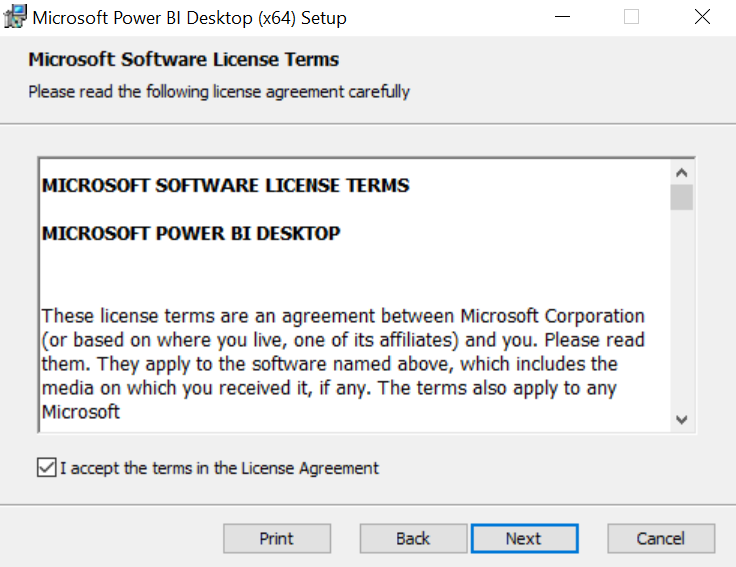 Microsoft Power BI Desktop (x64) Setup
Microsoft Software License Terms
Please read the following license agreement carefully
MICROSOFT SOFTWARE LICENSE TERMS
MICROSOFT POWER BI DESKTOP
These license terms are an agreement between Microsoft Corporation
(or based on where you live, one of its affiliates) and you. Please read
them. They apply to the software named above, which includes the
media on which you received it, if any. The terms also apply to any
Microsoft
I accept the terms in the License Agreement
Print Back Next Cancel